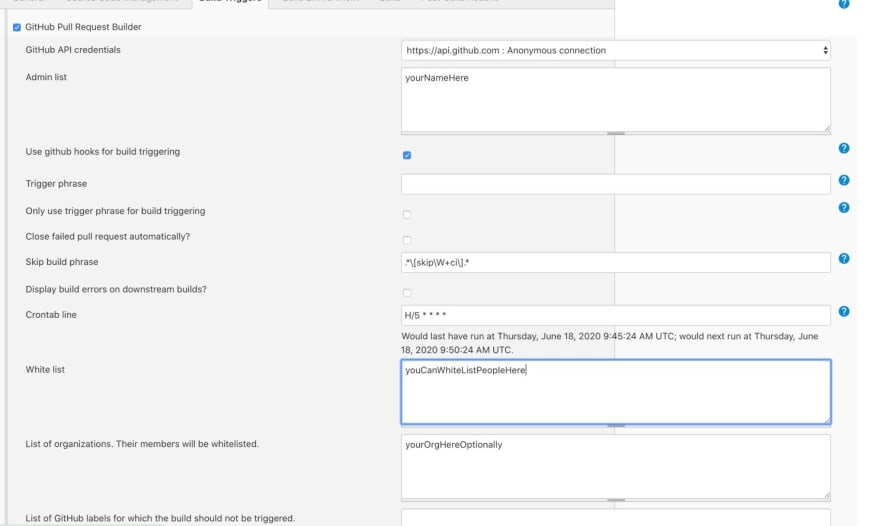 Build Triggers
GitHub Pull Request Builder
GitHub API credentials
https://api.github.com : Anonymous connection
Admin list
yourNameHere
Use github hooks for build triggering
Trigger phrase
Only use trigger phrase for build triggering
Close failed pull request automatically?
Skip build phrase
.*\[skip\W+ci\].*
Display build errors on downstream builds?
Crontab line
H/5 * * * *
Would last have run at Thursday, June 18, 2020 9:45:24 AM UTC; would next run at Thursday, June
18, 2020 9:50:24 AM UTC.
White list
youCanWhiteListPeopleHere
List of organizations. Their members will be whitelisted.
yourOrgHereOptionally
List of GitHub labels for which the build should not be triggered.